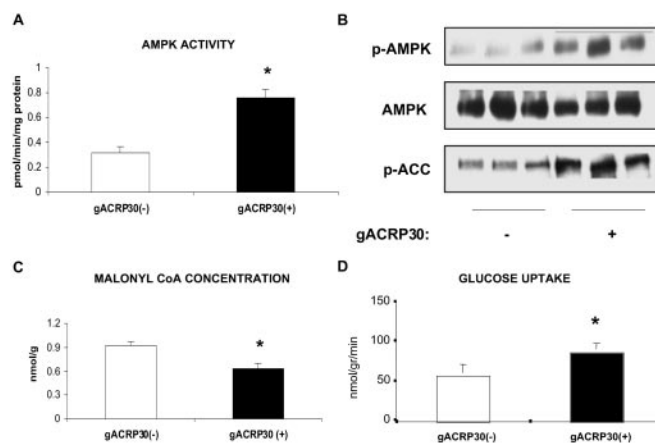 A
AMPK ACTIVITY
pmol/min/mg protein
1
0.8
0.6
0.4
0.2
0
*
gACRP30(-)
gACRP30(+)
B
p-AMPK
AMPK
p-ACC
gACRP30:
-
+
C
MALONYL CoA CONCENTRATION
nmol/g
1.2
0.9
0.6
0.3
0
*
gACRP30(-)
gACRP30 (+)
D
GLUCOSE UPTAKE
nmol/gr/min
150
100
50
0
*
gACRP30(-)
gACRP30(+)